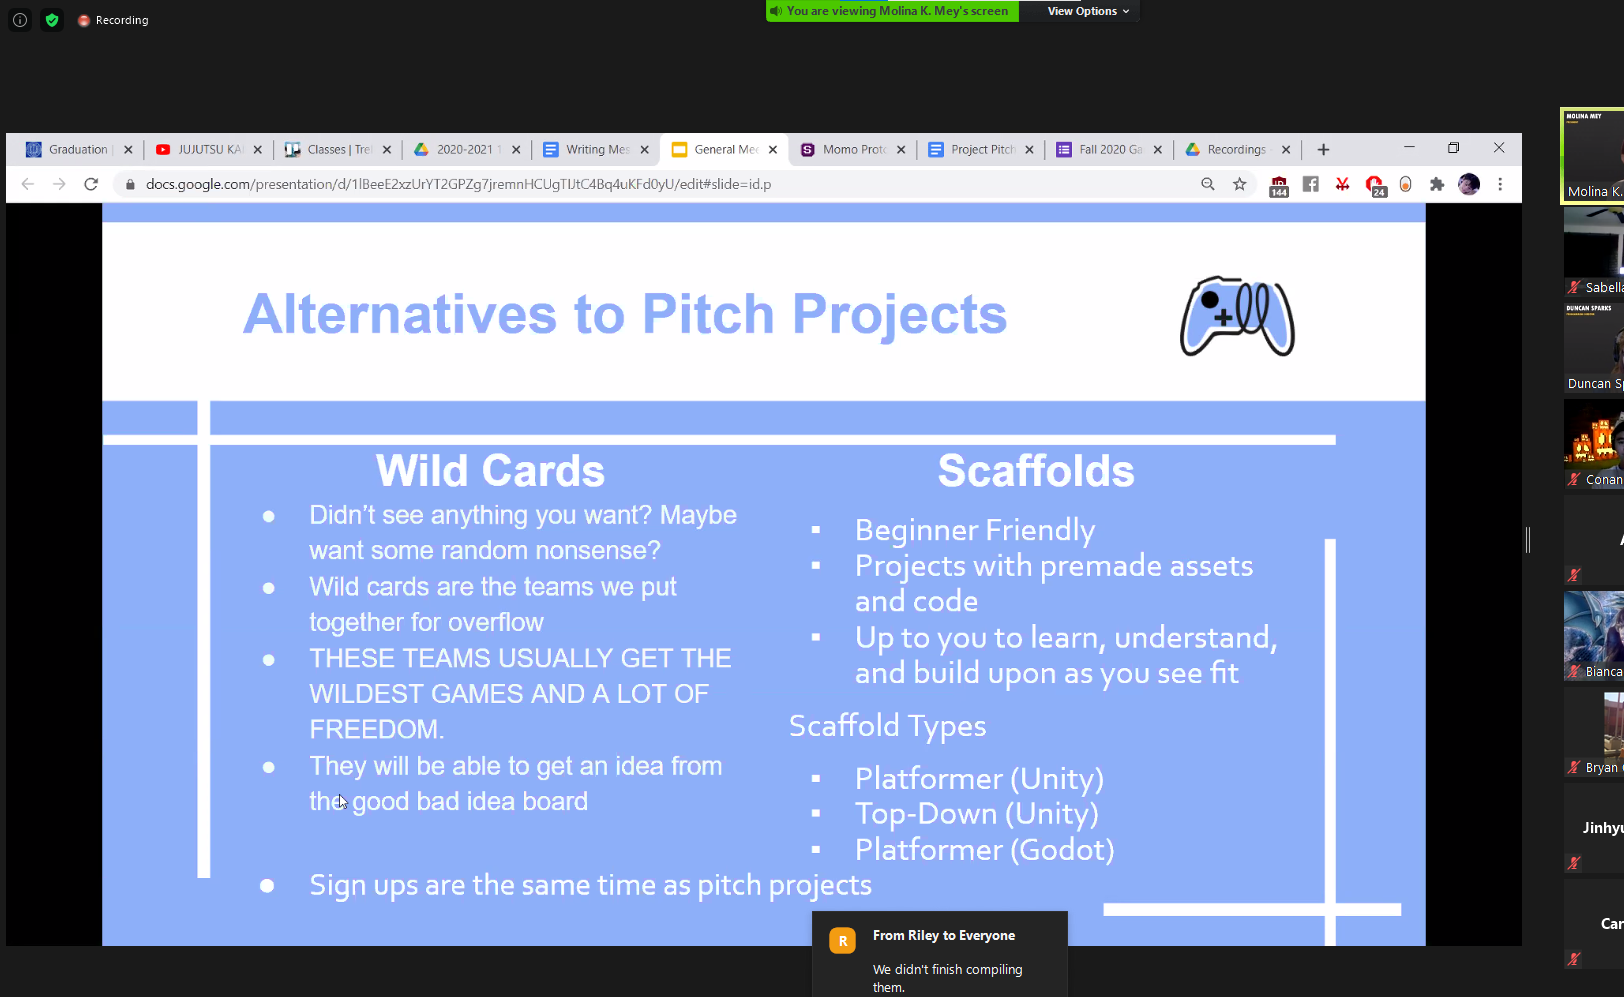 Recording
You are viewing Molina K. Mey's screen
View Options
Graduation
JUJUTSU KA
Classes | Tre
2020-2021
Writing Mes
General Mee
Momo Proto
Project Pitch
Fall 2020 Ga
Recordings
docs.google.com/presentation/d/1lBeeE2xzUrYT2GPZg7jremnHCUgTIJtC4Bq4uKFd0yU/edit#slide=id.p
144
24
Alternatives to Pitch Projects
Wild Cards
● Didn't see anything you want? Maybe
want some random nonsense?
● Wild cards are the teams we put
together for overflow
● THESE TEAMS USUALLY GET THE
WILDEST GAMES AND A LOT OF
FREEDOM.
● They will be able to get an idea from
the good bad idea board
● Sign ups are the same time as pitch projects
Scaffolds
▪ Beginner Friendly
▪ Projects with premade assets
and code
▪ Up to you to learn, understand,
and build upon as you see fit
Scaffold Types
▪ Platformer (Unity)
▪ Top-Down (Unity)
▪ Platformer (Godot)
R
From Riley to Everyone
We didn't finish compiling
them.
MOLINA MEY
Molina K.
Sabella
DUNCAN SPARKS
Duncan Sp
Conan
Bianca
Bryan
Jinhyu
Car